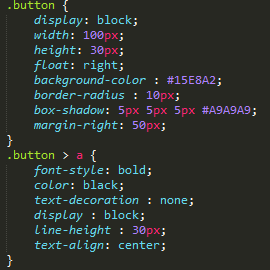 .button {
display: block;
width: 100px;
height: 30px;
float: right;
background-color : #15E8A2;
border-radius : 10px;
box-shadow: 5px 5px 5px #A9A9A9;
margin-right: 50px;
}
.button > a {
font-style: bold;
color: black;
text-decoration : none;
display : block;
line-height : 30px;
text-align: center;
}